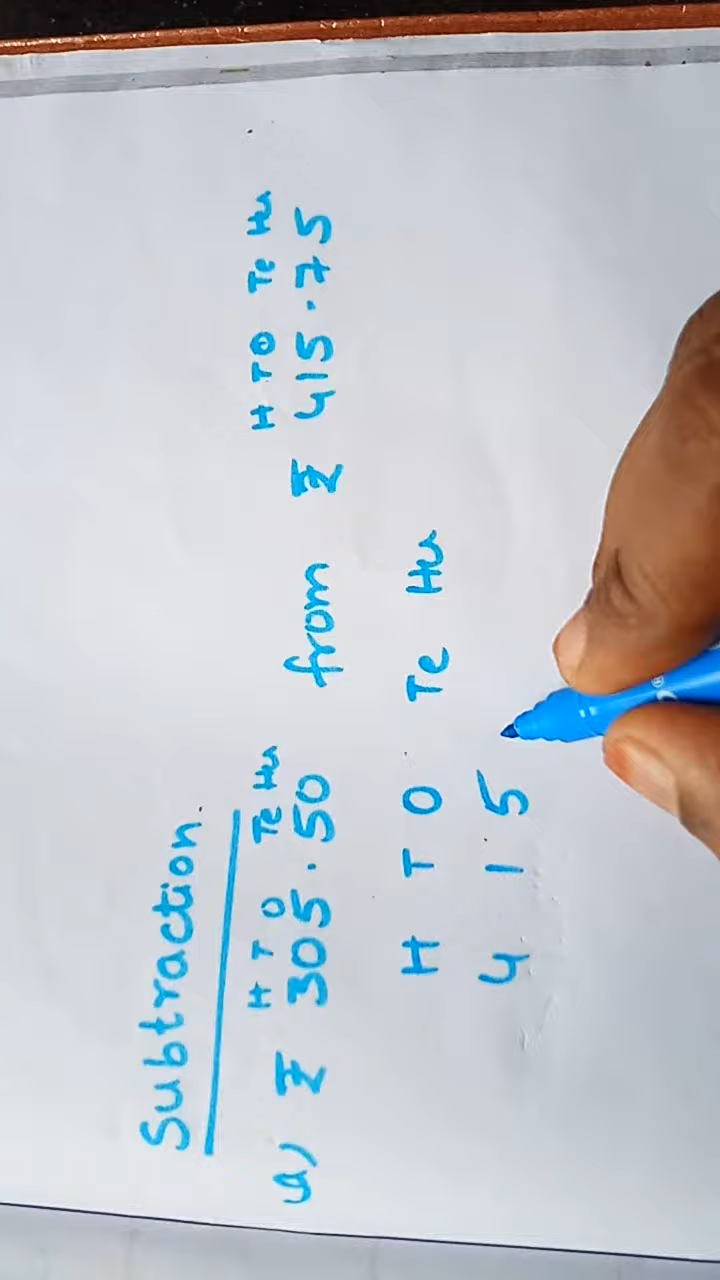 Subtraction
H T O Te Hu H T O Te Hu
a) ₹ 305.50 from ₹ 415.75
H T O Te Hu
4 1 5